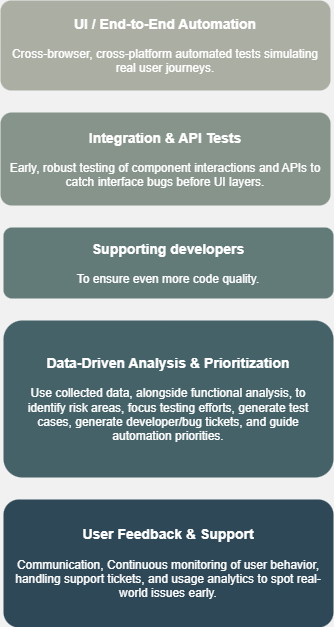 UI / End-to-End Automation
Cross-browser, cross-platform automated tests simulating
real user journeys.
Integration & API Tests
Early, robust testing of component interactions and APIs to
catch interface bugs before UI layers.
Supporting developers
To ensure even more code quality.
Data-Driven Analysis & Prioritization
Use collected data, alongside functional analysis, to
identify risk areas, focus testing efforts, generate test
cases, generate developer/bug tickets, and guide
automation priorities.
User Feedback & Support
Communication, Continuous monitoring of user behavior,
handling support tickets, and usage analytics to spot real-
world issues early.